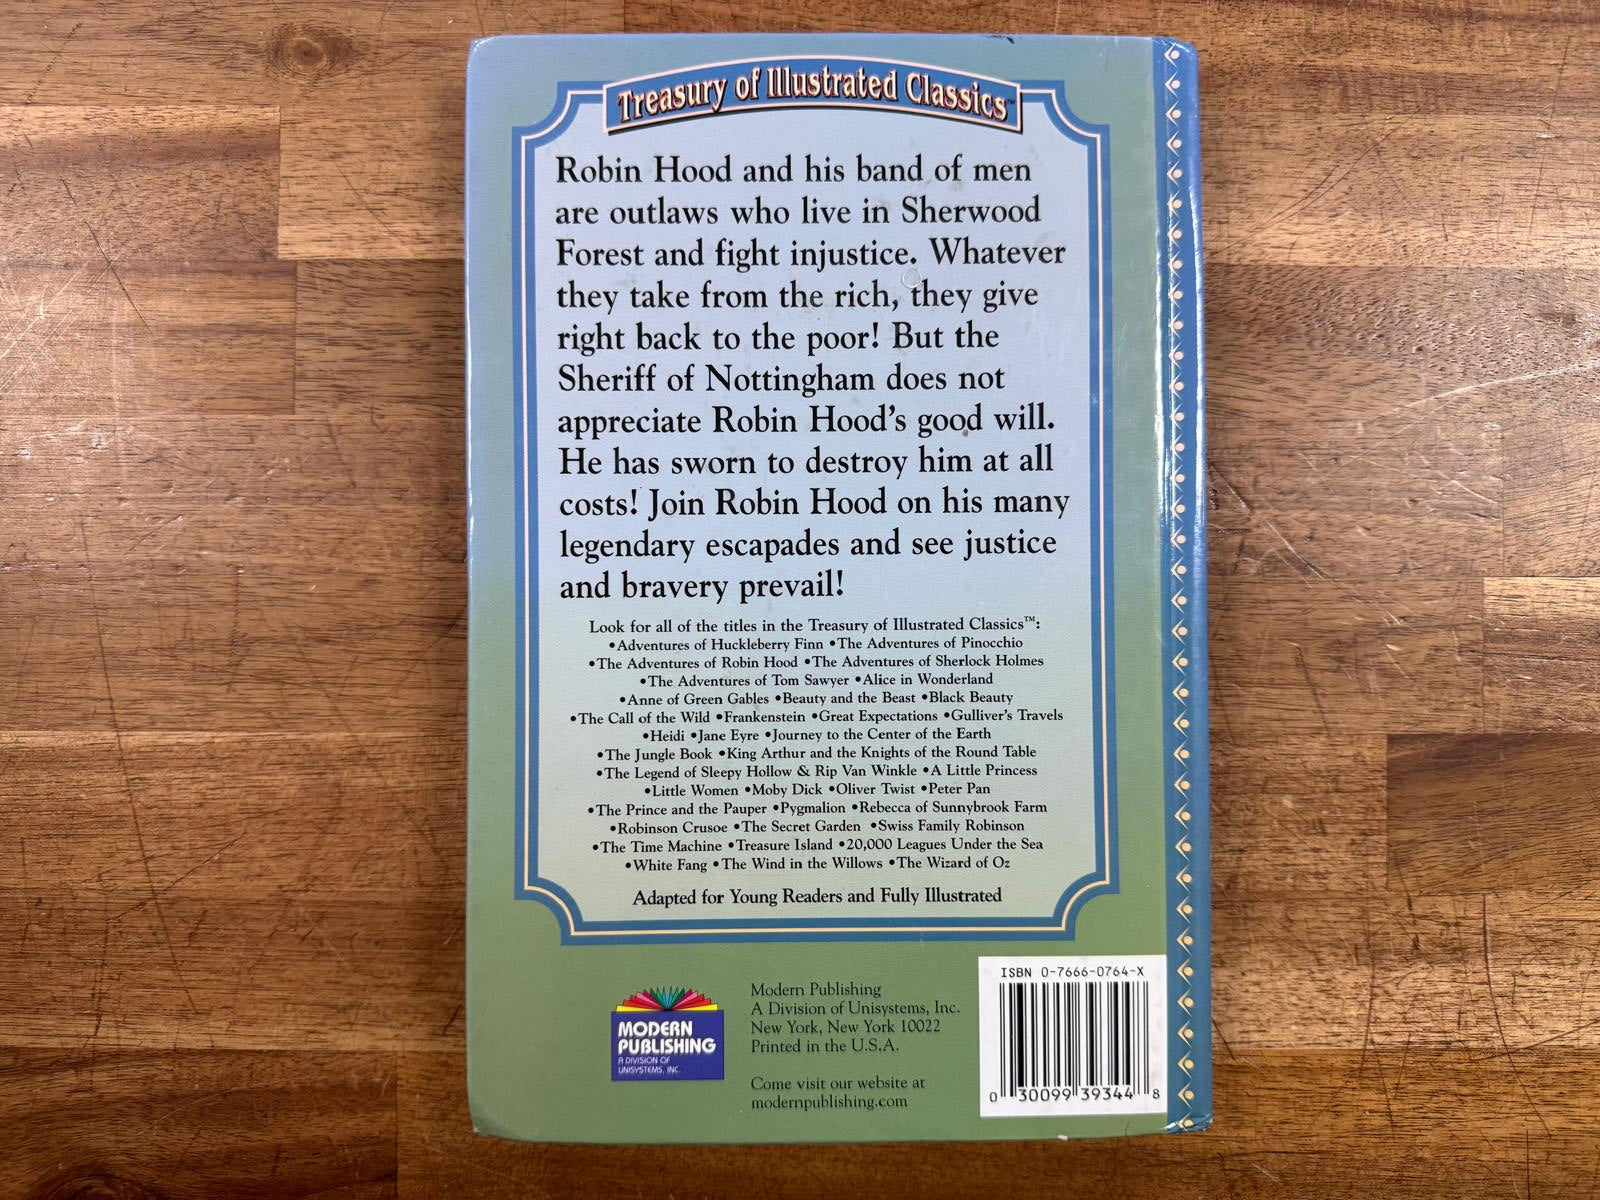 Treasury of Illustrated Classics™
Robin Hood and his band of men
are outlaws who live in Sherwood
Forest and fight injustice. Whatever
they take from the rich, they give
right back to the poor! But the
Sheriff of Nottingham does not
appreciate Robin Hood's good will.
He has sworn to destroy him at all
costs! Join Robin Hood on his many
legendary escapades and see justice
and bravery prevail!
Look for all of the titles in the Treasury of Illustrated Classics™:
•Adventures of Huckleberry Finn •The Adventures of Pinocchio
•The Adventures of Robin Hood •The Adventures of Sherlock Holmes
•The Adventures of Tom Sawyer •Alice in Wonderland
•Anne of Green Gables •Beauty and the Beast •Black Beauty
•The Call of the Wild •Frankenstein •Great Expectations •Gulliver's Travels
•Heidi •Jane Eyre •Journey to the Center of the Earth
•The Jungle Book •King Arthur and the Knights of the Round Table
•The Legend of Sleepy Hollow & Rip Van Winkle •A Little Princess
•Little Women •Moby Dick •Oliver Twist •Peter Pan
•The Prince and the Pauper •Pygmalion •Rebecca of Sunnybrook Farm
•Robinson Crusoe •The Secret Garden •Swiss Family Robinson
•The Time Machine •Treasure Island •20,000 Leagues Under the Sea
•White Fang •The Wind in the Willows •The Wizard of Oz
Adapted for Young Readers and Fully Illustrated
MODERN
PUBLISHING
A DIVISION OF
UNISYSTEMS, INC.
Modern Publishing
A Division of Unisystems, Inc.
New York, New York 10022
Printed in the U.S.A.
Come visit our website at
modernpublishing.com
ISBN 0-7666-0764-X
0 30099 39344 8